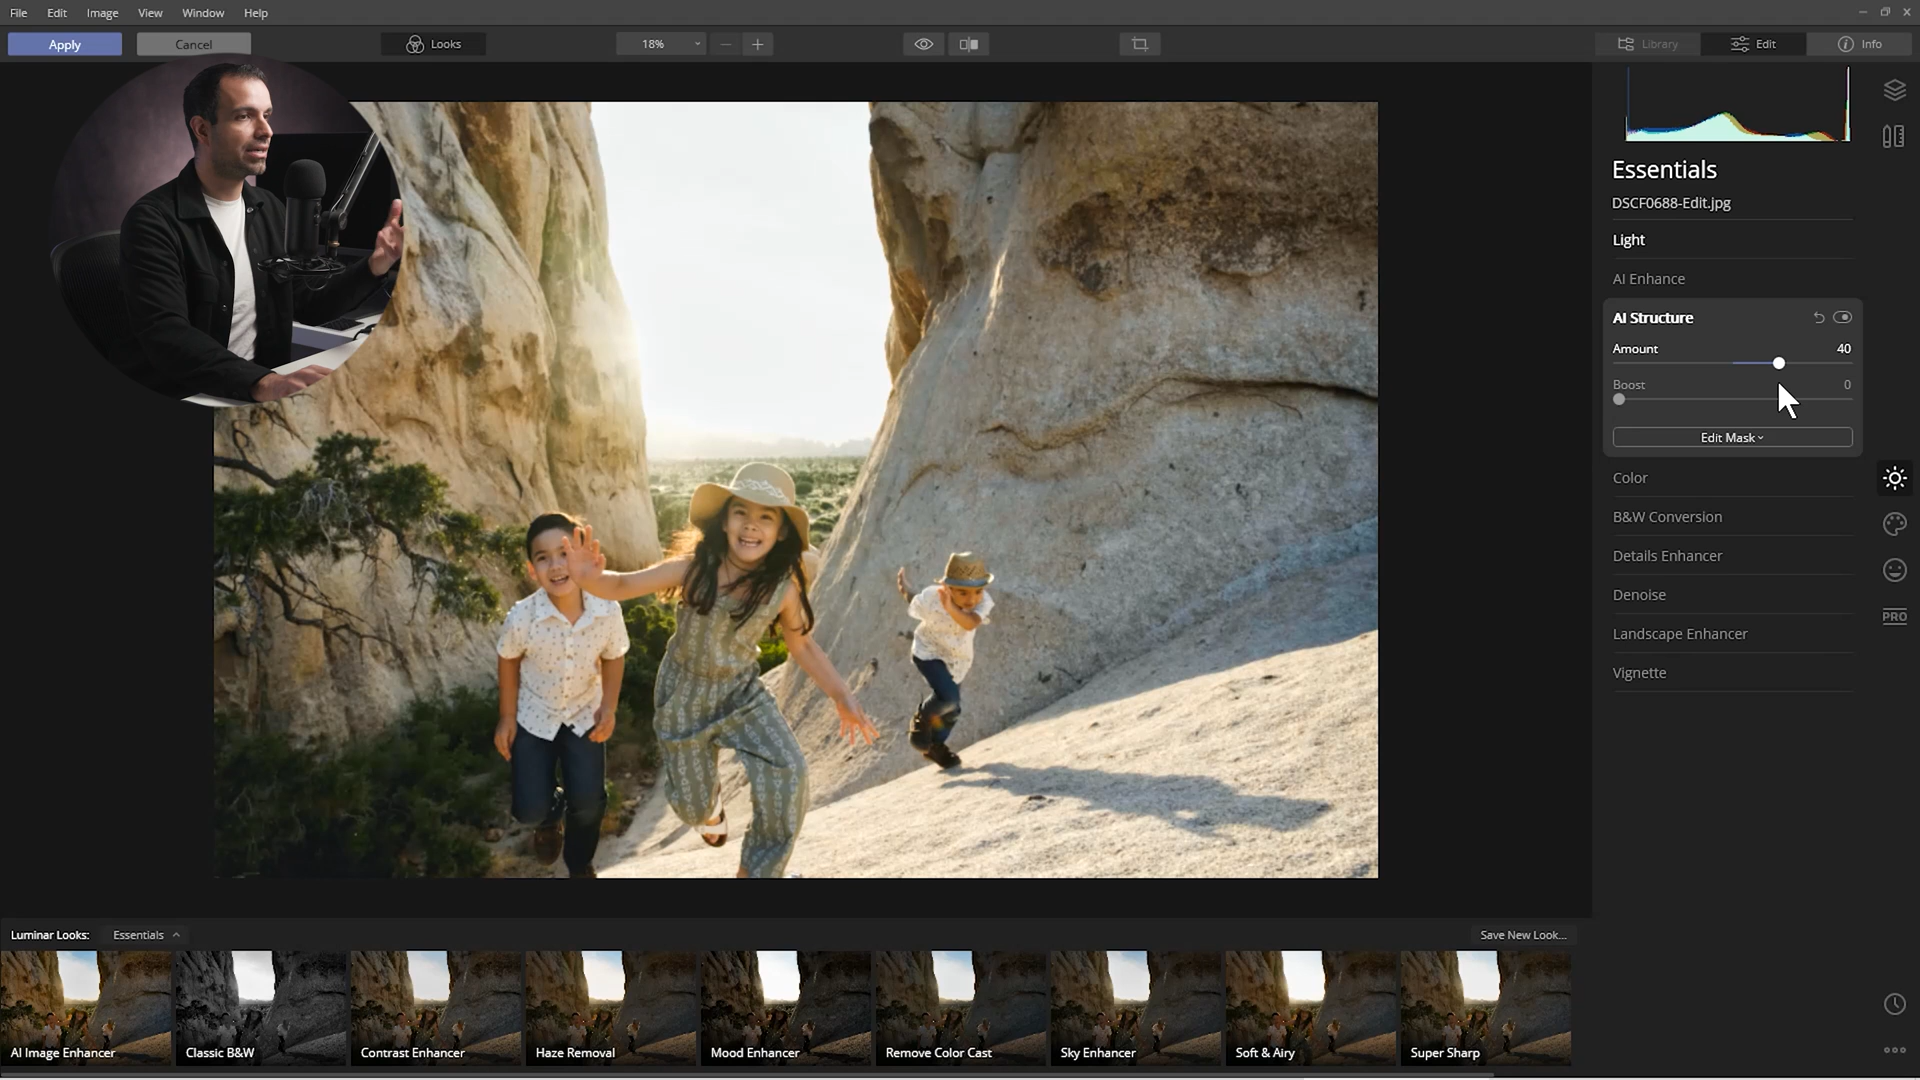 File Edit Image View Window Help
Apply Cancel Looks 18% Library Edit Info
Essentials
DSCF0688-Edit.jpg
Light
AI Enhance
AI Structure
Amount 40
Boost 0
Edit Mask
Color
B&W Conversion
Details Enhancer
Denoise
PRO
Landscape Enhancer
Vignette
Luminar Looks: Essentials Save New Look...
AI Image Enhancer Classic B&W Contrast Enhancer Haze Removal Mood Enhancer Remove Color Cast Sky Enhancer Soft & Airy Super Sharp